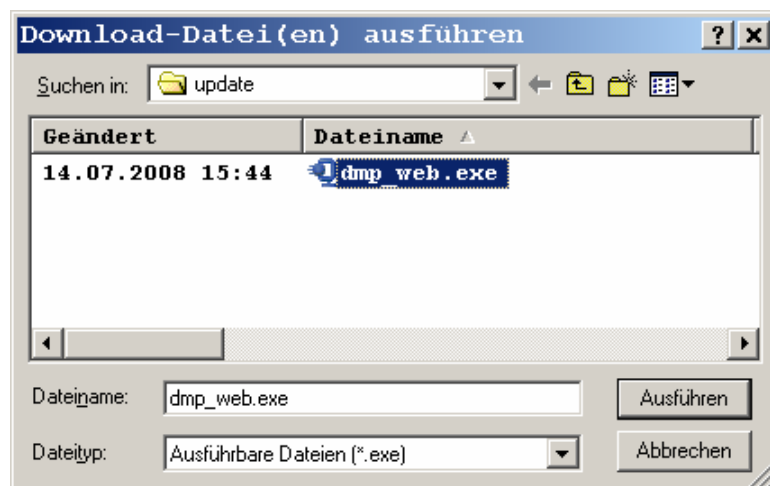 Download-Datei(en) ausführen
Suchen in: update
Geändert Dateiname
14.07.2008 15:44 dmp_web.exe
Dateiname: dmp_web.exe Ausführen
Dateityp: Ausführbare Dateien (*.exe) Abbrechen